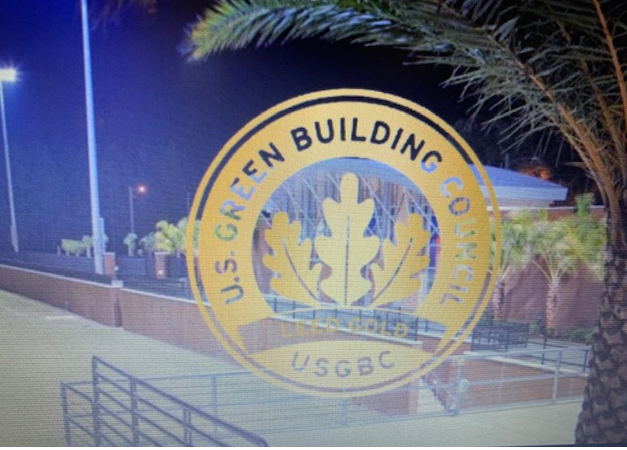 U.S. GREEN BUILDING COUNCIL
LEED GOLD
USGBC